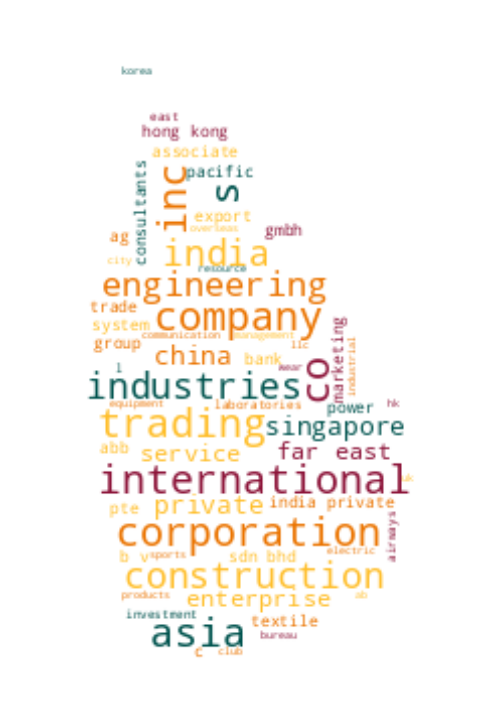 korea
east
hong kong
associate
pacific
consultants
inc
s
export
overseas
ag
gmbh
city
india
resource
engineering
trade
company
system
communication
management
group
llc
china
bank
marketing
industrial
l
wear
industries
co
equipment
laboratories
power
hk
trading
singapore
abb
service
far east
international
uk
pte
private
india private
corporation
airways
b v
sports
sdn bhd
electric
construction
products
enterprise
ab
investment
asia
textile
bureau
c
club